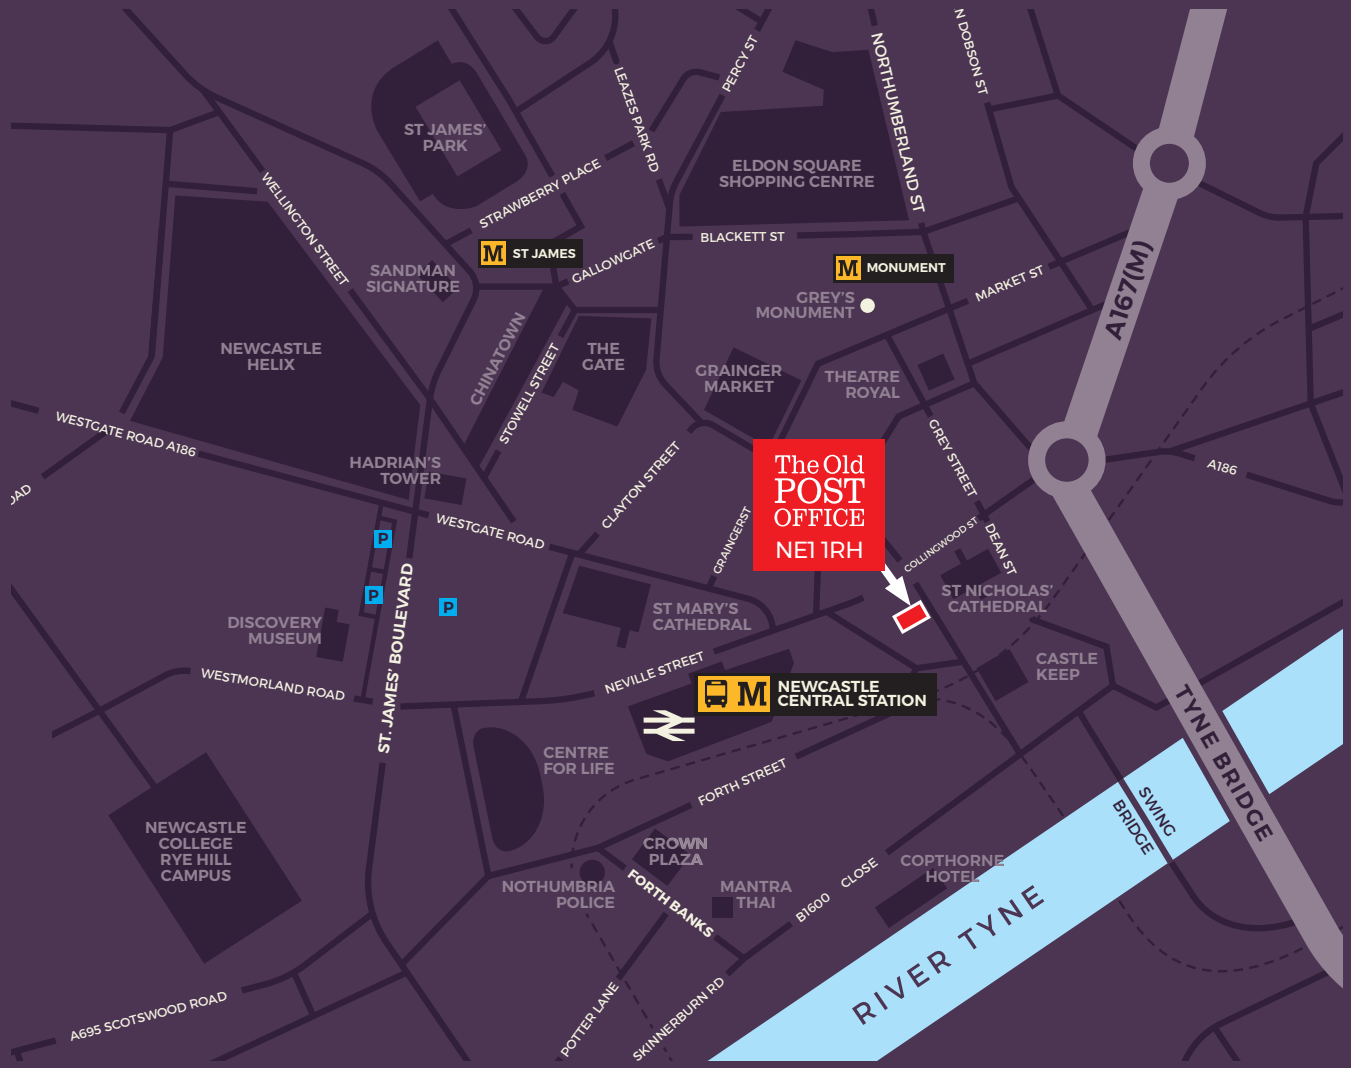 PERCY ST
NORTHUMBERLAND ST
N DOBSON ST
LEAZES PARK RD
ST JAMES'
PARK
STRAWBERRY PLACE
ELDON SQUARE
SHOPPING CENTRE
WELLINGTON STREET
BLACKETT ST
M ST JAMES
GALLOWGATE
M MONUMENT
SANDMAN
SIGNATURE
GREY'S
MONUMENT
MARKET ST
A167(M)
NEWCASTLE
HELIX
CHINATOWN
STOWELL STREET
THE
GATE
GRAINGER
MARKET
THEATRE
ROYAL
WESTGATE ROAD A186
HADRIAN'S
TOWER
OAD
CLAYTON STREET
GREY STREET
The Old
POST
OFFICE
NE1 1RH
A186
WESTGATE ROAD
GRAINGERST
COLLINGWOOD ST
DEAN ST
P
P
P
ST NICHOLAS'
CATHEDRAL
ST MARY'S
CATHEDRAL
DISCOVERY
MUSEUM
ST. JAMES' BOULEVARD
WESTMORLAND ROAD
NEVILLE STREET
CASTLE
KEEP
M NEWCASTLE
CENTRAL STATION
TYNE BRIDGE
CENTRE
FOR LIFE
FORTH STREET
SWING
BRIDGE
NEWCASTLE
COLLEGE
RYE HILL
CAMPUS
CROWN
PLAZA
NOTHUMBRIA
POLICE
FORTH BANKS
MANTRA
THAI
B1600
CLOSE
COPTHORNE
HOTEL
RIVER TYNE
A695 SCOTSWOOD ROAD
POTTER LANE
SKINNERBURN RD